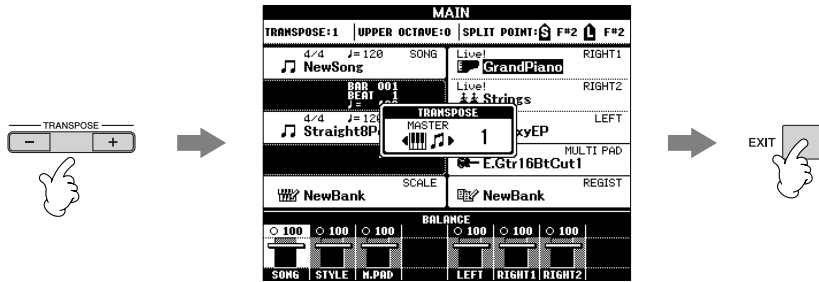 TRANSPOSE
- +
MAIN
TRANSPOSE:1 UPPER OCTAVE:0 SPLIT POINT: S F#2 L F#2
4/4 ♩=120 SONG
NewSong
Live! RIGHT1
GrandPiano
BAR 001
BEAT 1
Live! RIGHT2
Strings
TRANSPOSE
MASTER
1
4/4 ♩=120
LEFT
MULTI PAD
E.Gtr16BtCut1
SCALE
NewBank
REGIST
NewBank
BALANCE
100 100 100 100 100 100
SONG STYLE M.PAD LEFT RIGHT1 RIGHT2
EXIT